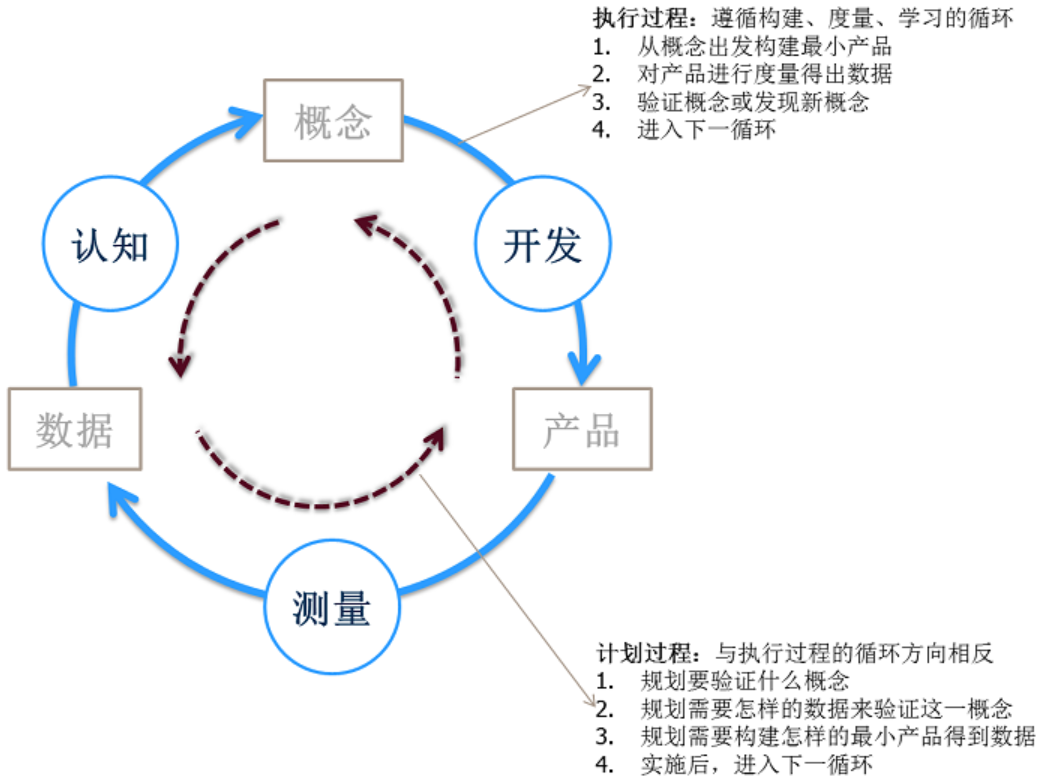 执行过程：遵循构建、度量、学习的循环
1. 从概念出发构建最小产品
2. 对产品进行度量得出数据
3. 验证概念或发现新概念
4. 进入下一循环
概念
认知
开发
数据
产品
测量
计划过程：与执行过程的循环方向相反
1. 规划要验证什么概念
2. 规划需要怎样的数据来验证这一概念
3. 规划需要构建怎样的最小产品得到数据
4. 实施后，进入下一循环